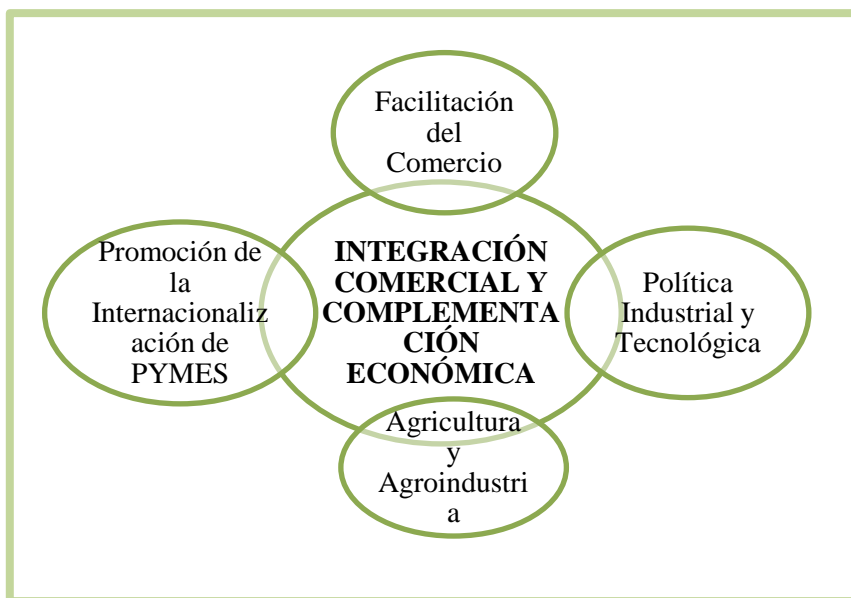 Facilitación
del
Comercio
Promoción de
la
Internacionaliz
ación de
PYMES
INTEGRACIÓN
COMERCIAL Y
COMPLEMENTA
CIÓN
ECONÓMICA
Política
Industrial y
Tecnológica
Agricultura
y
Agroindustri
a